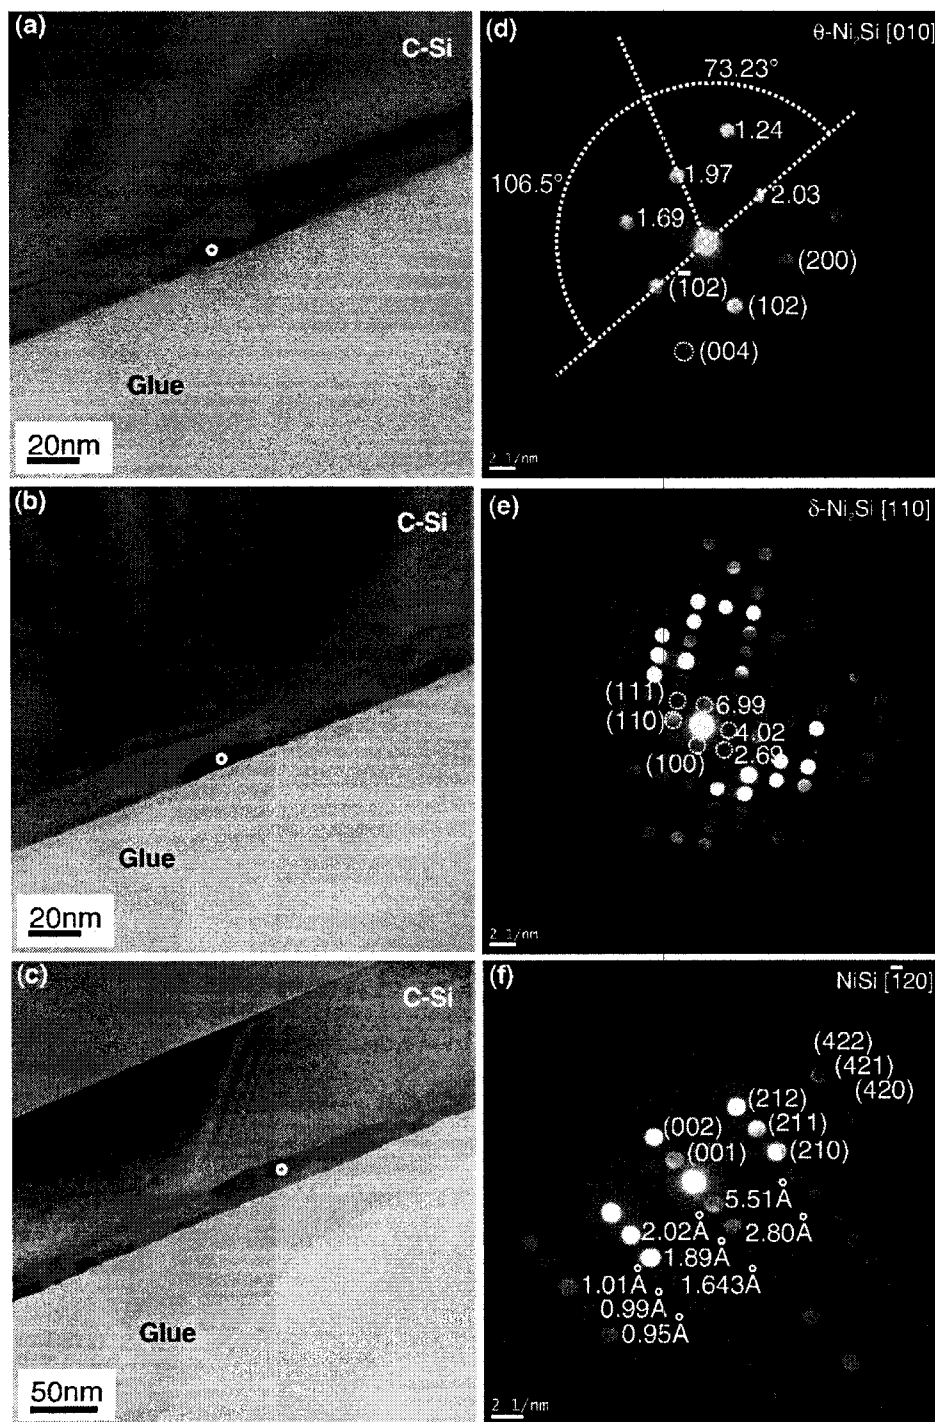 (a)
C-Si
Glue
20nm
(d)
θ-Ni₂Si [010]
73.23°
1.24
106.5°
1.97
2.03
1.69
(200)
(1̅02)
(102)
(004)
2 1/nm
(b)
C-Si
Glue
20nm
(e)
δ-Ni₂Si [110]
(111)
6.99
(110)
4.02
(100)
2.69
2 1/nm
(c)
C-Si
Glue
50nm
(f)
NiSi [1̅20]
(422)
(421)
(420)
(212)
(002)
(211)
(001)
(210)
5.51Å
2.02Å
2.80Å
1.89Å
1.01Å
1.643Å
0.99Å
0.95Å
2 1/nm